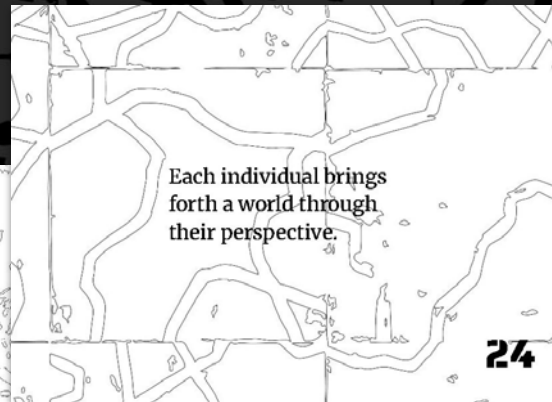 Each individual brings
forth a world through
their perspective.
24